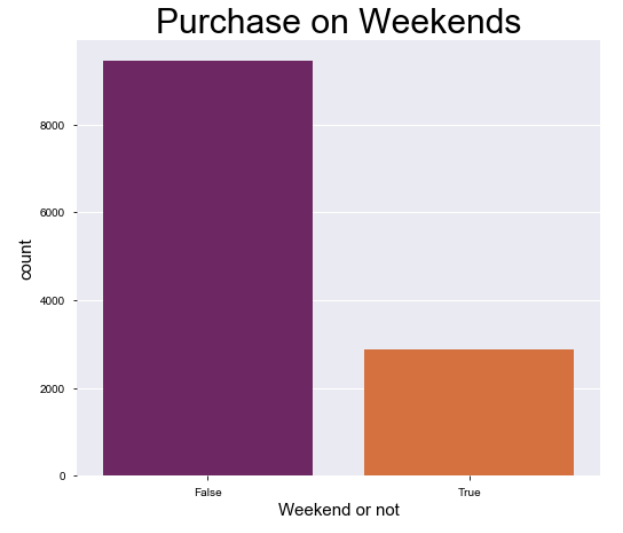 Purchase on Weekends
count
8000
6000
4000
2000
0
False
True
Weekend or not